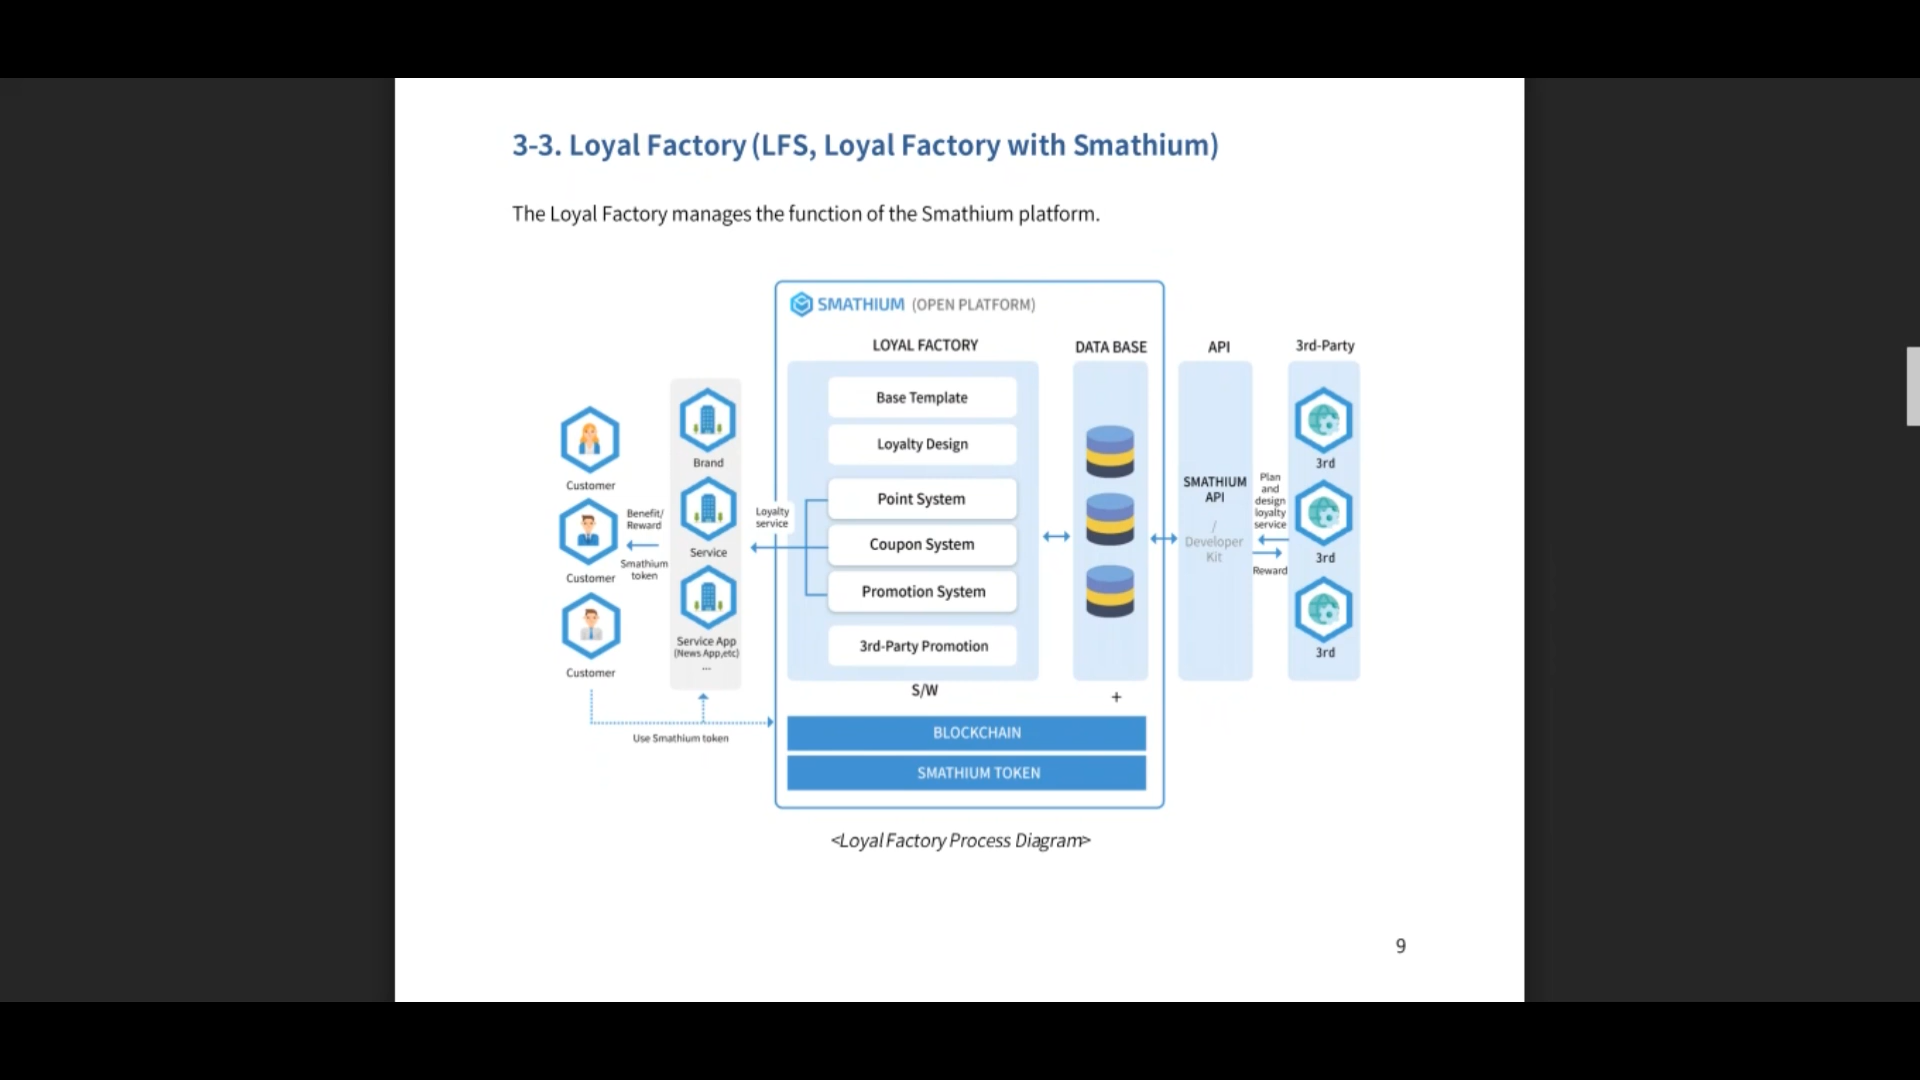 3-3. Loyal Factory (LFS, Loyal Factory with Smathium)
The Loyal Factory manages the function of the Smathium platform.
SMATHIUM (OPEN PLATFORM)
LOYAL FACTORY
DATA BASE
API
3rd-Party
Customer
Customer
Customer
Benefit/
Reward
Smathium
token
Brand
Service
Service App
(News App,etc)
...
Use Smathium token
Loyalty
service
Base Template
Loyalty Design
Point System
Coupon System
Promotion System
3rd-Party Promotion
S/W
+
BLOCKCHAIN
SMATHIUM TOKEN
SMATHIUM
API
/
Developer
Kit
Plan
and
design
loyalty
service
Reward
3rd
3rd
3rd
<Loyal Factory Process Diagram>
9